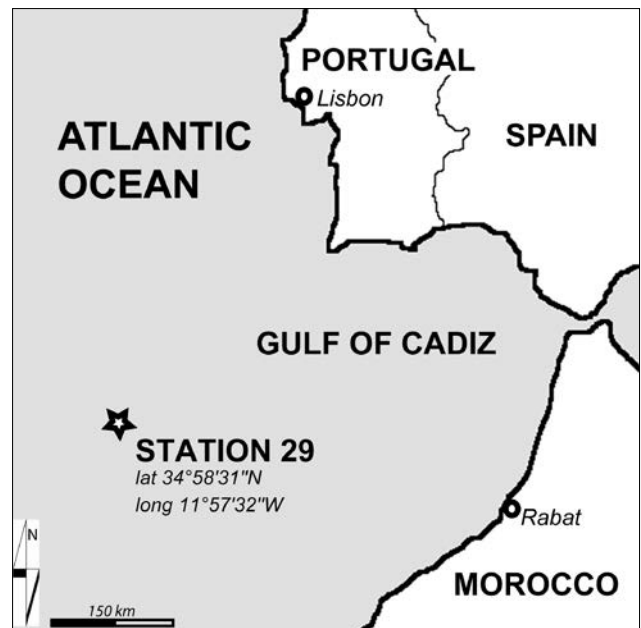 PORTUGAL
Lisbon
ATLANTIC
OCEAN
SPAIN
GULF OF CADIZ
STATION 29
lat 34°58'31"N
long 11°57'32"W
Rabat
N
MOROCCO
150 km